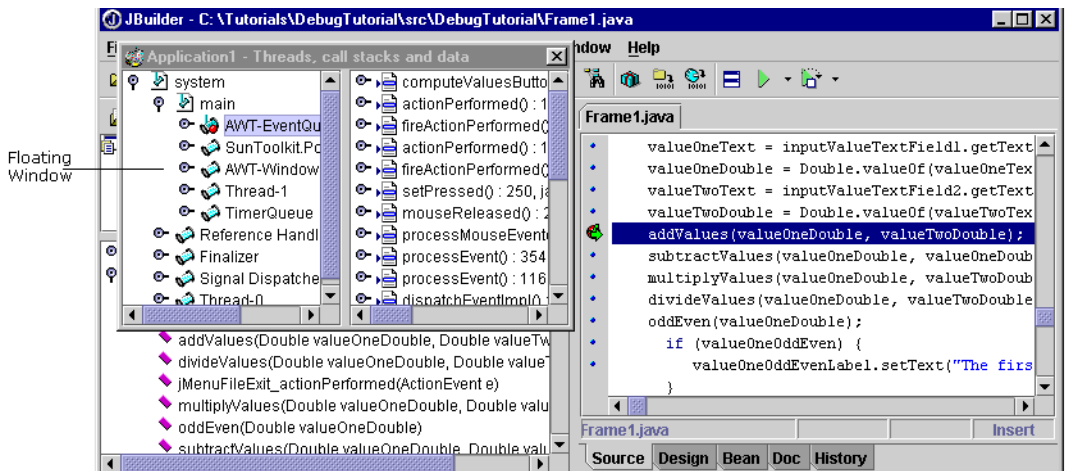 JBuilder - C:\Tutorials\DebugTutorial\src\DebugTutorial\Frame1.java
Help
Application1 - Threads, call stacks and data
Floating
Window
system
main
AWT-EventQu
SunToolkit.Pc
AWT-Window
Thread-1
TimerQueue
Reference Handl
Finalizer
Signal Dispatche
Thread-0
computeValuesButto
actionPerformed() : 1
fireActionPerformed(
actionPerformed() : 1
fireActionPerformed(
setPressed() : 250, ja
mouseReleased() : 2
processMouseEvent
processEvent() : 354
processEvent() : 116
dispatchEventImpl()
addValues(Double valueOneDouble, Double valueTw
divideValues(Double valueOneDouble, Double value
jMenuFileExit_actionPerformed(ActionEvent e)
multiplyValues(Double valueOneDouble, Double valu
oddEven(Double valueOneDouble)
subtractValues(Double valueOneDouble, Double valu
Frame1.java
valueOneText = inputValueTextField1.getText
valueOneDouble = Double.valueOf(valueOneTex
valueTwoText = inputValueTextField2.getText
valueTwoDouble = Double.valueOf(valueTwoTex
addValues(valueOneDouble, valueTwoDouble);
subtractValues(valueOneDouble, valueOneDoub
multiplyValues(valueOneDouble, valueTwoDoub
divideValues(valueOneDouble, valueTwoDouble
oddEven(valueOneDouble);
if (valueOneOddEven) {
valueOneOddEvenLabel.setText("The firs
}
Frame1.java Insert
Source Design Bean Doc History